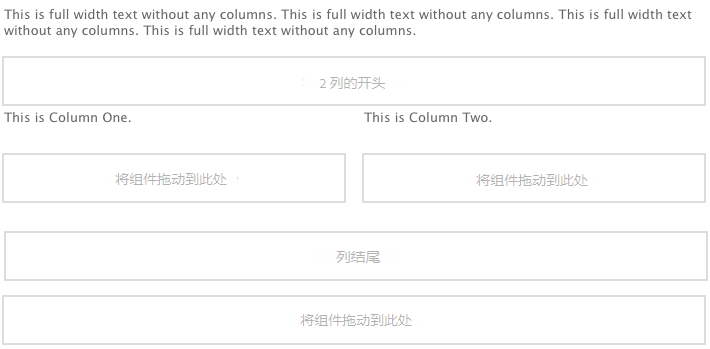 This is full width text without any columns. This is full width text without any columns. This is full width text
without any columns. This is full width text without any columns.
2 列的开头
This is Column One.
This is Column Two.
将组件拖动到此处
将组件拖动到此处
列结尾
将组件拖动到此处